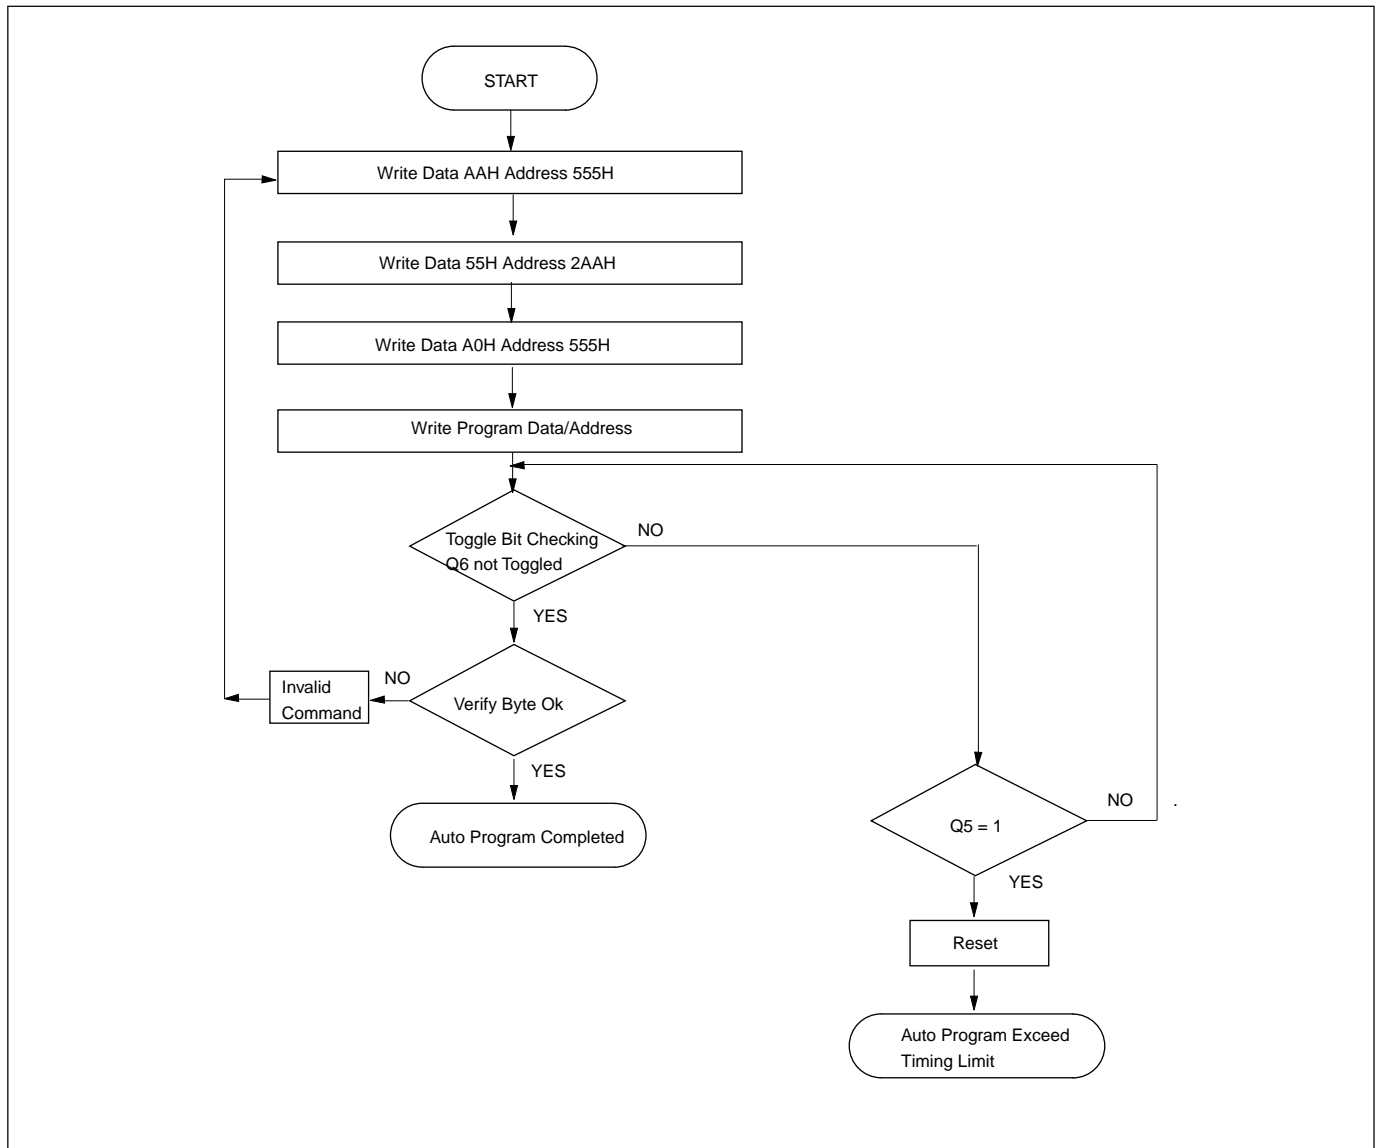 START
Write Data AAH Address 555H
Write Data 55H Address 2AAH
Write Data A0H Address 555H
Write Program Data/Address
Toggle Bit Checking
Q6 not Toggled
NO
YES
Invalid
Command
NO
Verify Byte Ok
YES
Auto Program Completed
Q5 = 1
NO
.
YES
Reset
Auto Program Exceed
Timing Limit